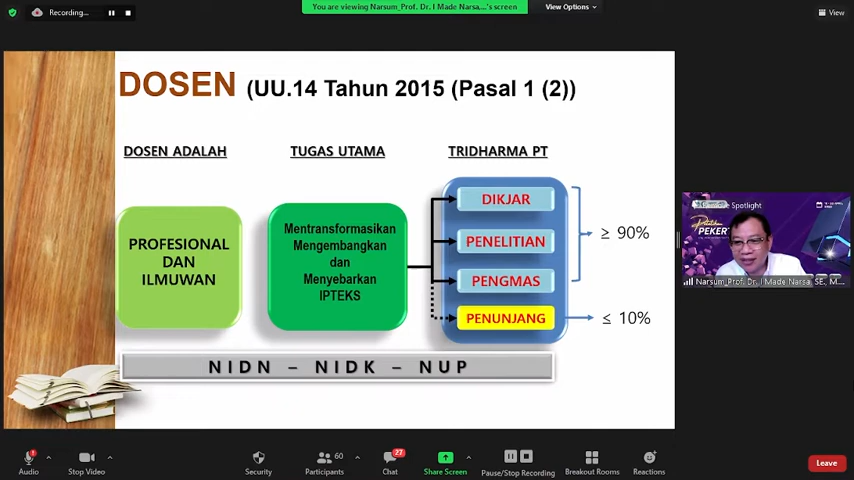 Recording...
You are viewing Narsum_Prof. Dr. I Made Narsa,...'s screen
View Options
View
DOSEN (UU.14 Tahun 2015 (Pasal 1 (2))
DOSEN ADALAH
TUGAS UTAMA
TRIDHARMA PT
PROFESIONAL
DAN
ILMUWAN
Mentransformasikan
Mengembangkan
dan
Menyebarkan
IPTEKS
DIKJAR
PENELITIAN
PENGMAS
PENUNJANG
≥ 90%
≤ 10%
NIDN – NIDK – NUP
Spotlight
PEKERT
Narsum_Prof. Dr. I Made Narsa, SE., M....
1
Audio
Stop Video
Security
60
Participants
27
Chat
Share Screen
Pause/Stop Recording
Breakout Rooms
Reactions
Leave